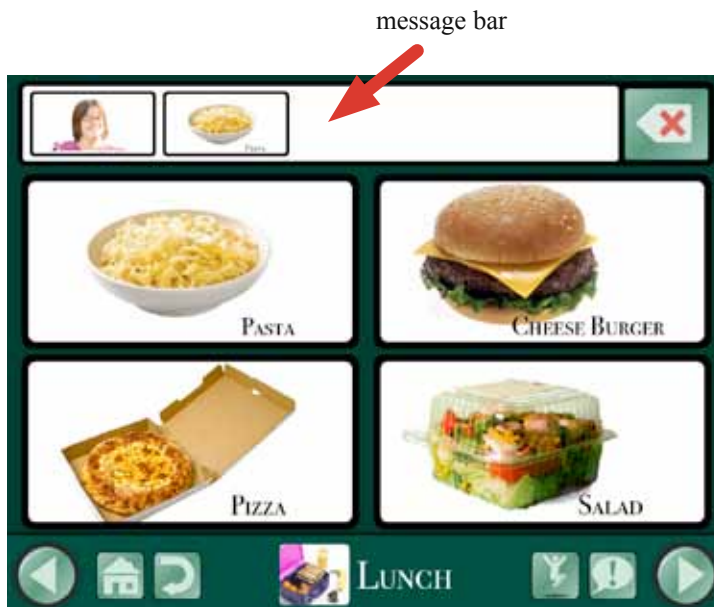 message bar
Pasta
PASTA
CHEESE BURGER
PIZZA
SALAD
LUNCH